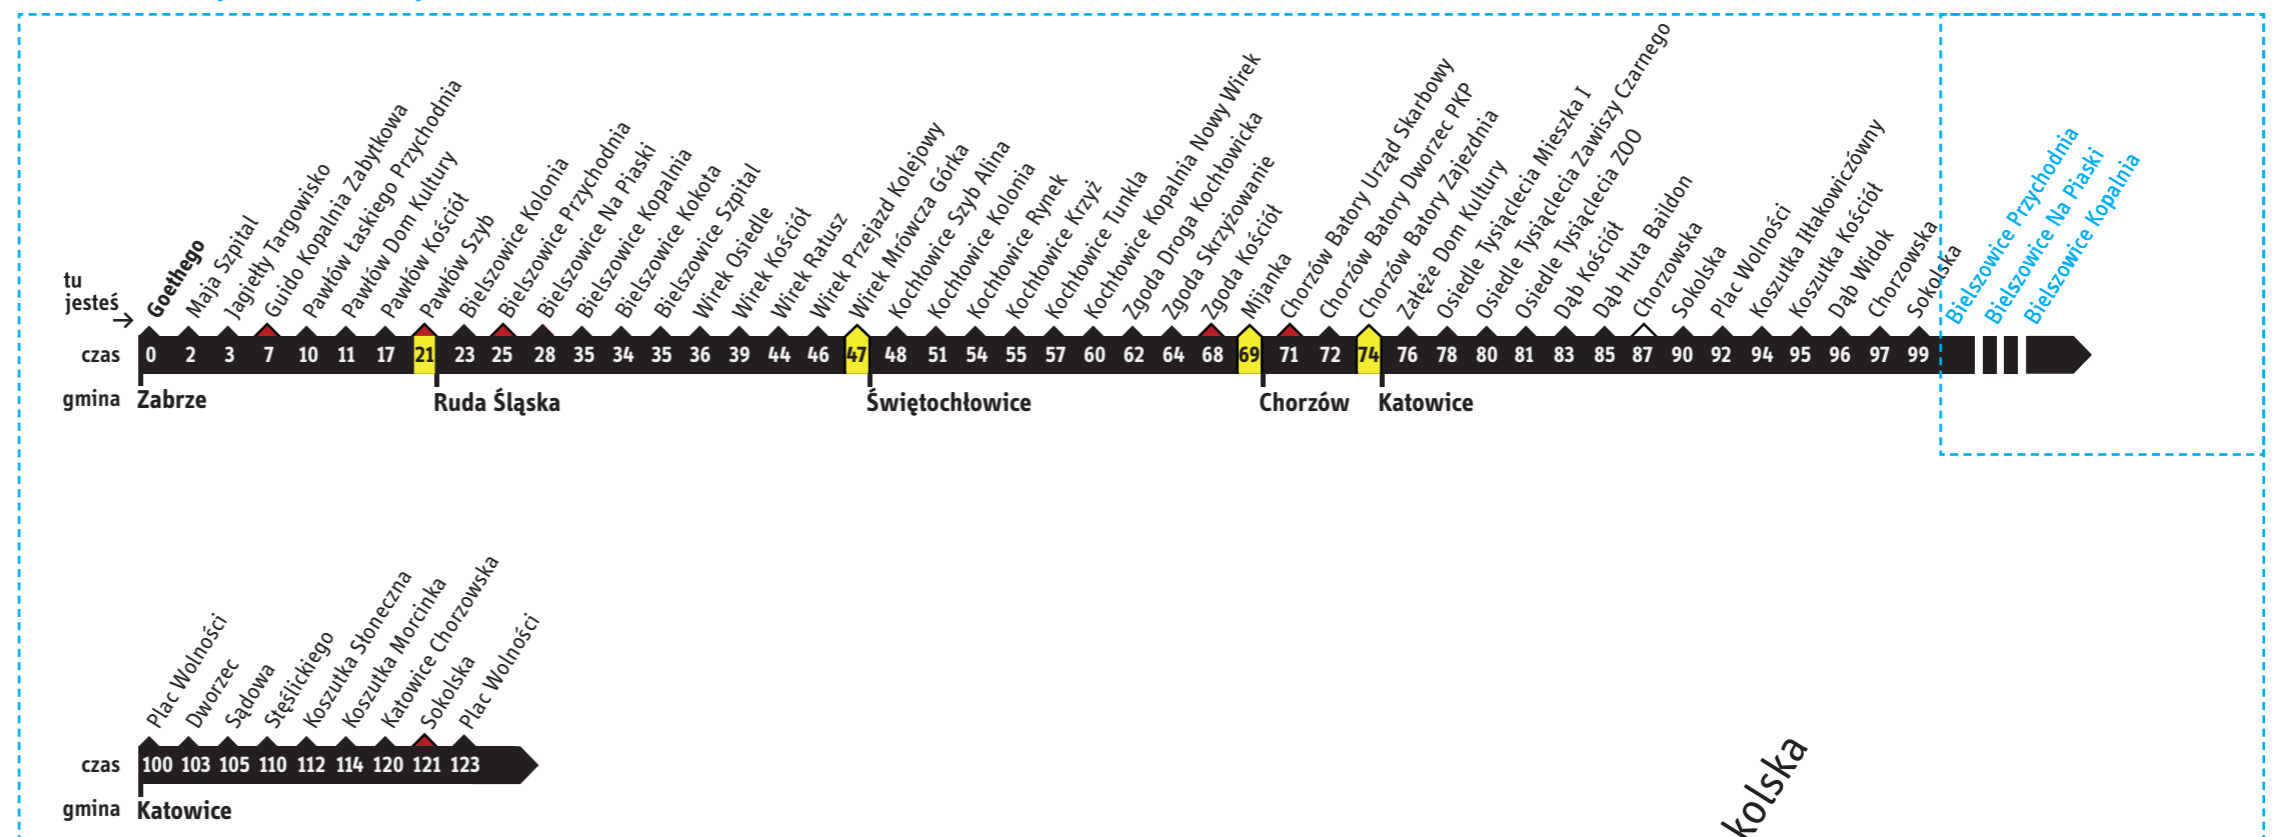 tu
jesteś
Goethego
Maja Szpital
Jagiełły Targowisko
Guido Kopalnia Zabytkowa
Pawłów Łaskiego Przychodnia
Pawłów Dom Kultury
Pawłów Kościół
Pawłów Szyb
Bielszowice Kolonia
Bielszowice Przychodnia
Bielszowice Na Piaski
Bielszowice Kopalnia
Bielszowice Kokota
Bielszowice Szpital
Wirek Osiedle
Wirek Kościół
Wirek Ratusz
Wirek Przejazd Kolejowy
Wirek Mrówcza Górka
Kochłowice Szyb Alina
Kochłowice Kolonia
Kochłowice Rynek
Kochłowice Krzyż
Kochłowice Tunkla
Kochłowice Kopalnia Nowy Wirek
Zgoda Droga Kochłowicka
Zgoda Skrzyżowanie
Zgoda Kościół
Mijanka
Chorzów Batory Urząd Skarbowy
Chorzów Batory Dworzec PKP
Chorzów Batory Zajezdnia
Załęże Dom Kultury
Osiedle Tysiąclecia Mieszka I
Osiedle Tysiąclecia Zawiszy Czarnego
Osiedle Tysiąclecia ZOO
Dąb Kościół
Dąb Huta Baildon
Chorzowska
Sokolska
Plac Wolności
Koszutka Iłłakowiczówny
Koszutka Kościół
Dąb Widok
Chorzowska
Sokolska
Bielszowice Przychodnia
Bielszowice Na Piaski
Bielszowice Kopalnia
czas 0 2 3 7 10 11 17 21 23 25 28 35 34 35 36 39 44 46 47 48 51 54 55 57 60 62 64 68 69 71 72 74 76 78 80 81 83 85 87 90 92 94 95 96 97 99
gmina Zabrze Ruda Śląska Świętochłowice Chorzów Katowice
Plac Wolności
Dworzec
Sądowa
Stęślickiego
Koszutka Słoneczna
Koszutka Morcinka
Katowice Chorzowska
Sokolska
Plac Wolności
czas 100 103 105 110 112 114 120 121 123
gmina Katowice
kolska